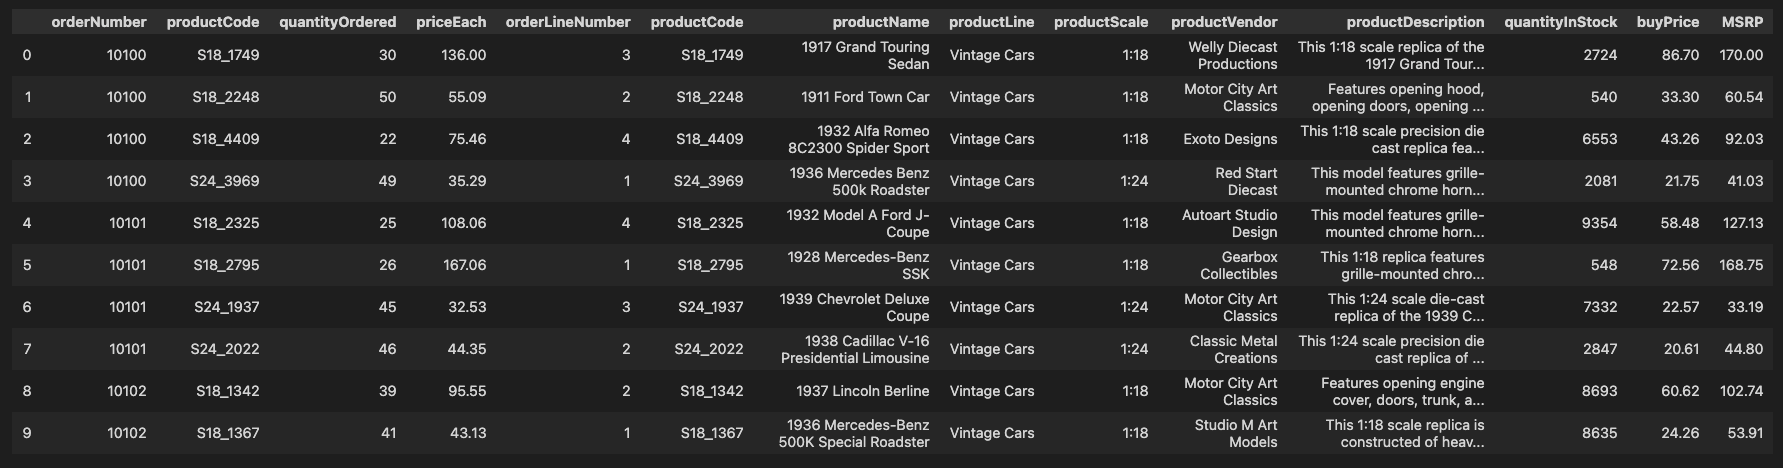 orderNumber productCode quantityOrdered priceEach orderLineNumber productCode productName productLine productScale productVendor productDescription quantityInStock buyPrice MSRP
0 10100 S18_1749 30 136.00 3 S18_1749 1917 Grand Touring Sedan Vintage Cars 1:18 Welly Diecast Productions This 1:18 scale replica of the 1917 Grand Tour... 2724 86.70 170.00
1 10100 S18_2248 50 55.09 2 S18_2248 1911 Ford Town Car Vintage Cars 1:18 Motor City Art Classics Features opening hood, opening doors, opening ... 540 33.30 60.54
2 10100 S18_4409 22 75.46 4 S18_4409 1932 Alfa Romeo 8C2300 Spider Sport Vintage Cars 1:18 Exoto Designs This 1:18 scale precision die cast replica fea... 6553 43.26 92.03
3 10100 S24_3969 49 35.29 1 S24_3969 1936 Mercedes Benz 500k Roadster Vintage Cars 1:24 Red Start Diecast This model features grille-mounted chrome horn... 2081 21.75 41.03
4 10101 S18_2325 25 108.06 4 S18_2325 1932 Model A Ford J-Coupe Vintage Cars 1:18 Autoart Studio Design This model features grille-mounted chrome horn... 9354 58.48 127.13
5 10101 S18_2795 26 167.06 1 S18_2795 1928 Mercedes-Benz SSK Vintage Cars 1:18 Gearbox Collectibles This 1:18 replica features grille-mounted chro... 548 72.56 168.75
6 10101 S24_1937 45 32.53 3 S24_1937 1939 Chevrolet Deluxe Coupe Vintage Cars 1:24 Motor City Art Classics This 1:24 scale die-cast replica of the 1939 C... 7332 22.57 33.19
7 10101 S24_2022 46 44.35 2 S24_2022 1938 Cadillac V-16 Presidential Limousine Vintage Cars 1:24 Classic Metal Creations This 1:24 scale precision die cast replica of ... 2847 20.61 44.80
8 10102 S18_1342 39 95.55 2 S18_1342 1937 Lincoln Berline Vintage Cars 1:18 Motor City Art Classics Features opening engine cover, doors, trunk, a... 8693 60.62 102.74
9 10102 S18_1367 41 43.13 1 S18_1367 1936 Mercedes-Benz 500K Special Roadster Vintage Cars 1:18 Studio M Art Models This 1:18 scale replica is constructed of heav... 8635 24.26 53.91